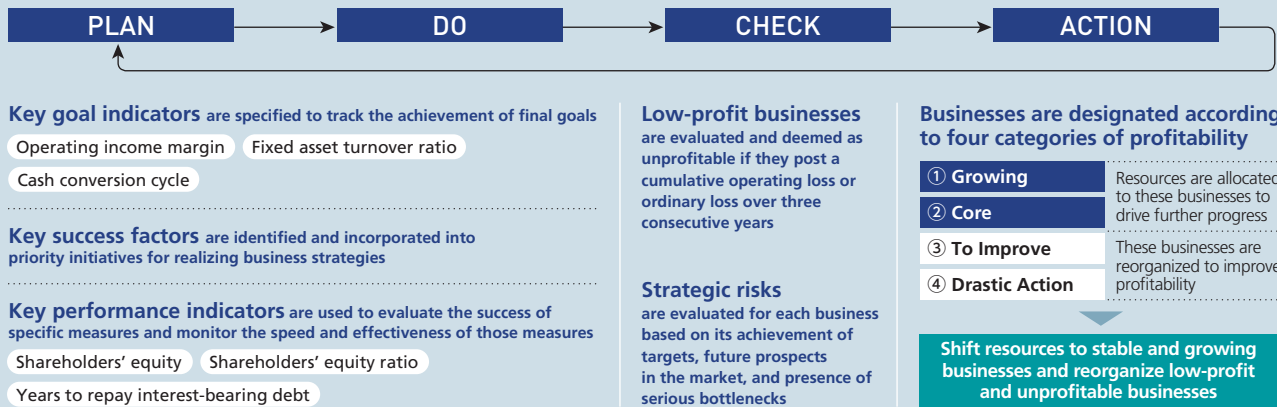 PLAN
DO
CHECK
ACTION
Key goal indicators are specified to track the achievement of final goals
Operating income margin
Fixed asset turnover ratio
Cash conversion cycle
Key success factors are identified and incorporated into
priority initiatives for realizing business strategies
Key performance indicators are used to evaluate the success of
specific measures and monitor the speed and effectiveness of those measures
Shareholders' equity
Shareholders' equity ratio
Years to repay interest-bearing debt
Low-profit businesses
are evaluated and deemed as
unprofitable if they post a
cumulative operating loss or
ordinary loss over three
consecutive years
Strategic risks
are evaluated for each business
based on its achievement of
targets, future prospects
in the market, and presence of
serious bottlenecks
Businesses are designated according
to four categories of profitability
① Growing
② Core
Resources are allocated
to these businesses to
drive further progress
③ To Improve
④ Drastic Action
These businesses are
reorganized to improve
profitability
Shift resources to stable and growing
businesses and reorganize low-profit
and unprofitable businesses